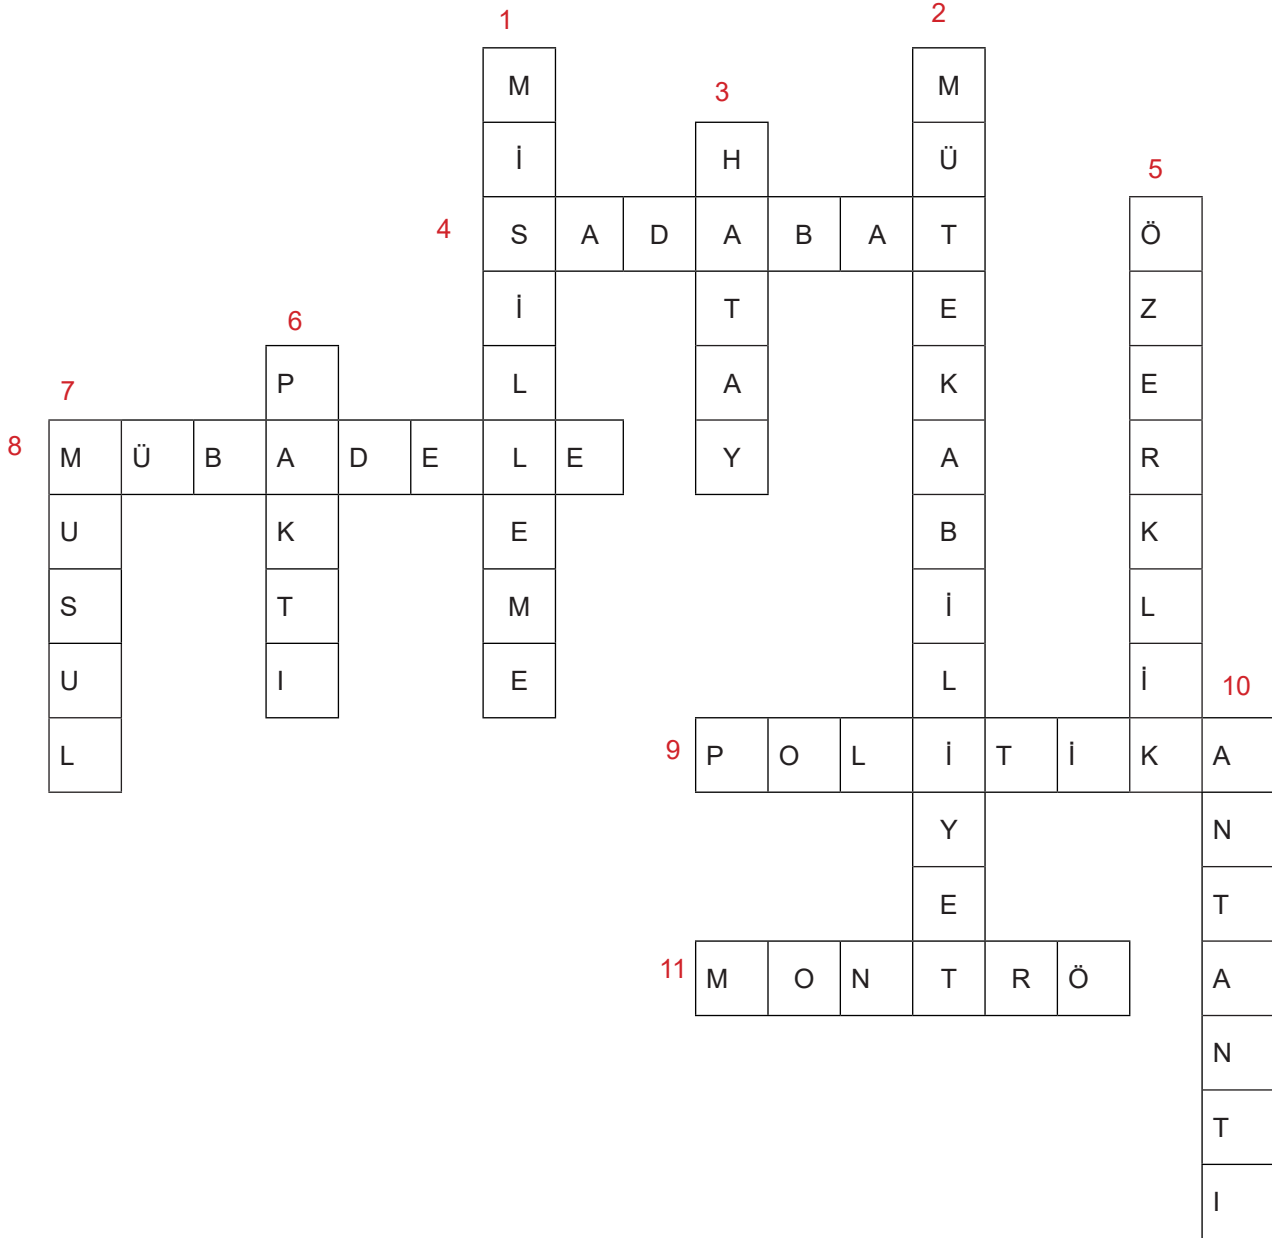 1 2
M M
3
İ H Ü
5
4 S A D A B A T Ö
İ T E Z
6
P L A K E
7
8 M Ü B A D E L E Y A R
U K E B K
S T M İ L
U I E L İ
10
L 9 P O L İ T İ K A
Y N
E T
11 M O N T R Ö A
N
T
I